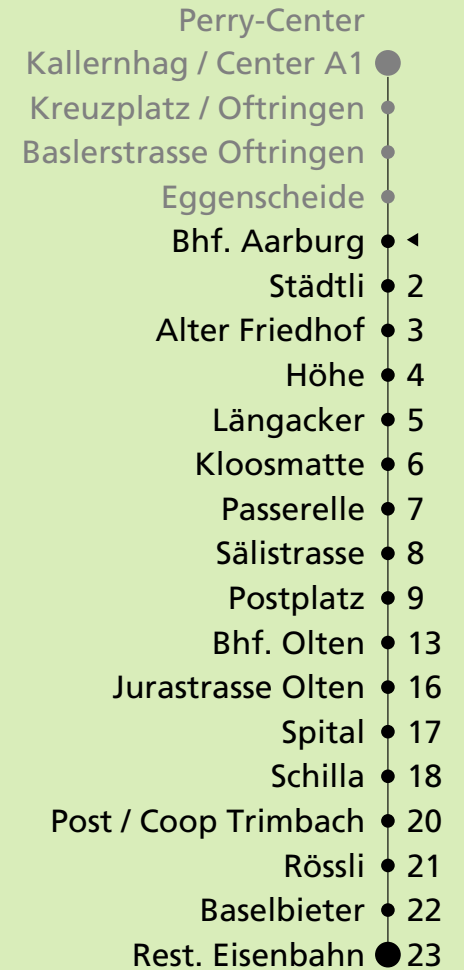 Perry-Center
Kallernhag / Center A1
Kreuzplatz / Oftringen
Baslerstrasse Oftringen
Eggenscheide
Bhf. Aarburg
Städtli 2
Alter Friedhof 3
Höhe 4
Längacker 5
Kloosmatte 6
Passerelle 7
Sälistrasse 8
Postplatz 9
Bhf. Olten 13
Jurastrasse Olten 16
Spital 17
Schilla 18
Post / Coop Trimbach 20
Rössli 21
Baselbieter 22
Rest. Eisenbahn 23